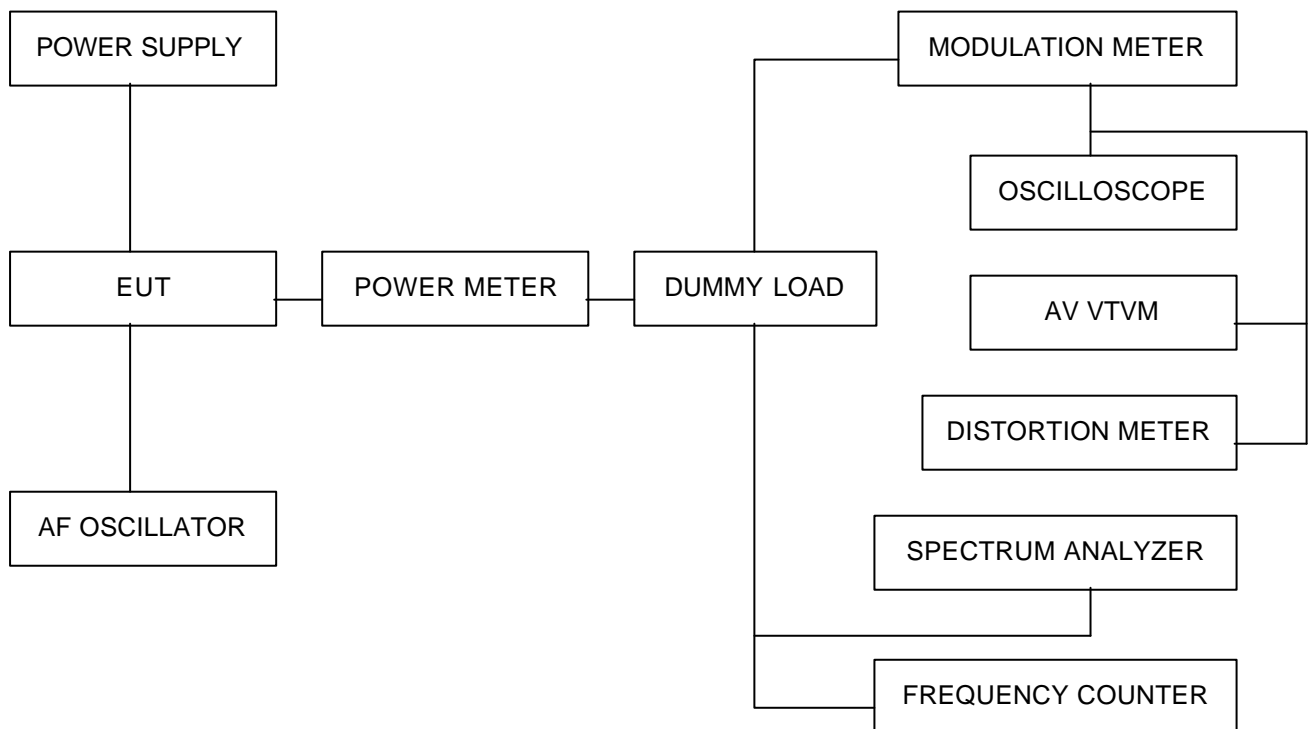 POWER SUPPLY
MODULATION METER
OSCILLOSCOPE
EUT
POWER METER
DUMMY LOAD
AV VTVM
DISTORTION METER
AF OSCILLATOR
SPECTRUM ANALYZER
FREQUENCY COUNTER